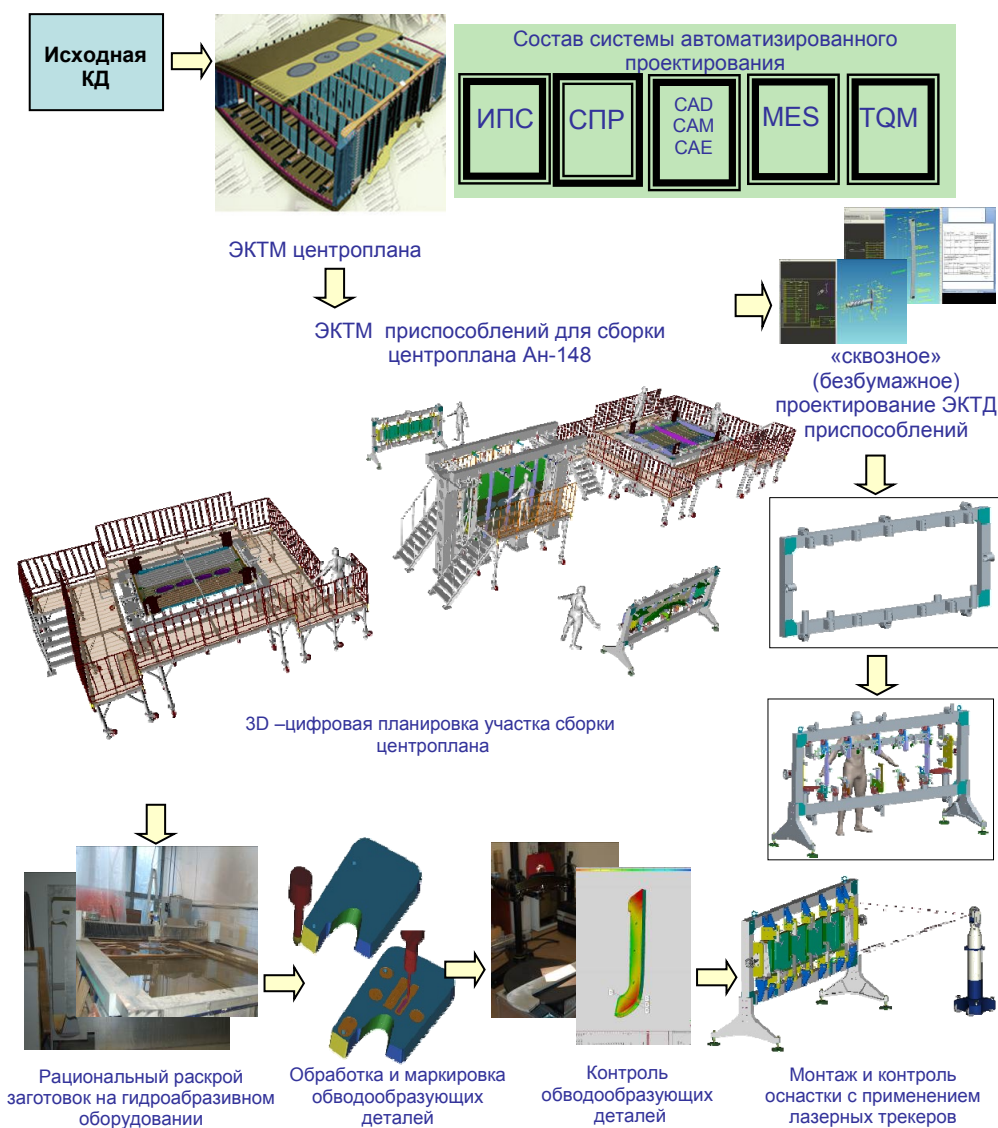 Исходная
КД
Состав системы автоматизированного
проектирования
ИПС
СПР
CAD
CAM
CAE
MES
TQM
ЭКТМ центроплана
ЭКТМ приспособлений для сборки
центроплана Ан-148
«сквозное»
(безбумажное)
проектирование ЭКТД
приспособлений
3D –цифровая планировка участка сборки
центроплана
Рациональный раскрой
заготовок на гидроабразивном
оборудовании
Обработка и маркировка
обводообразующих
деталей
Контроль
обводообразующих
деталей
Монтаж и контроль
оснастки с применением
лазерных трекеров